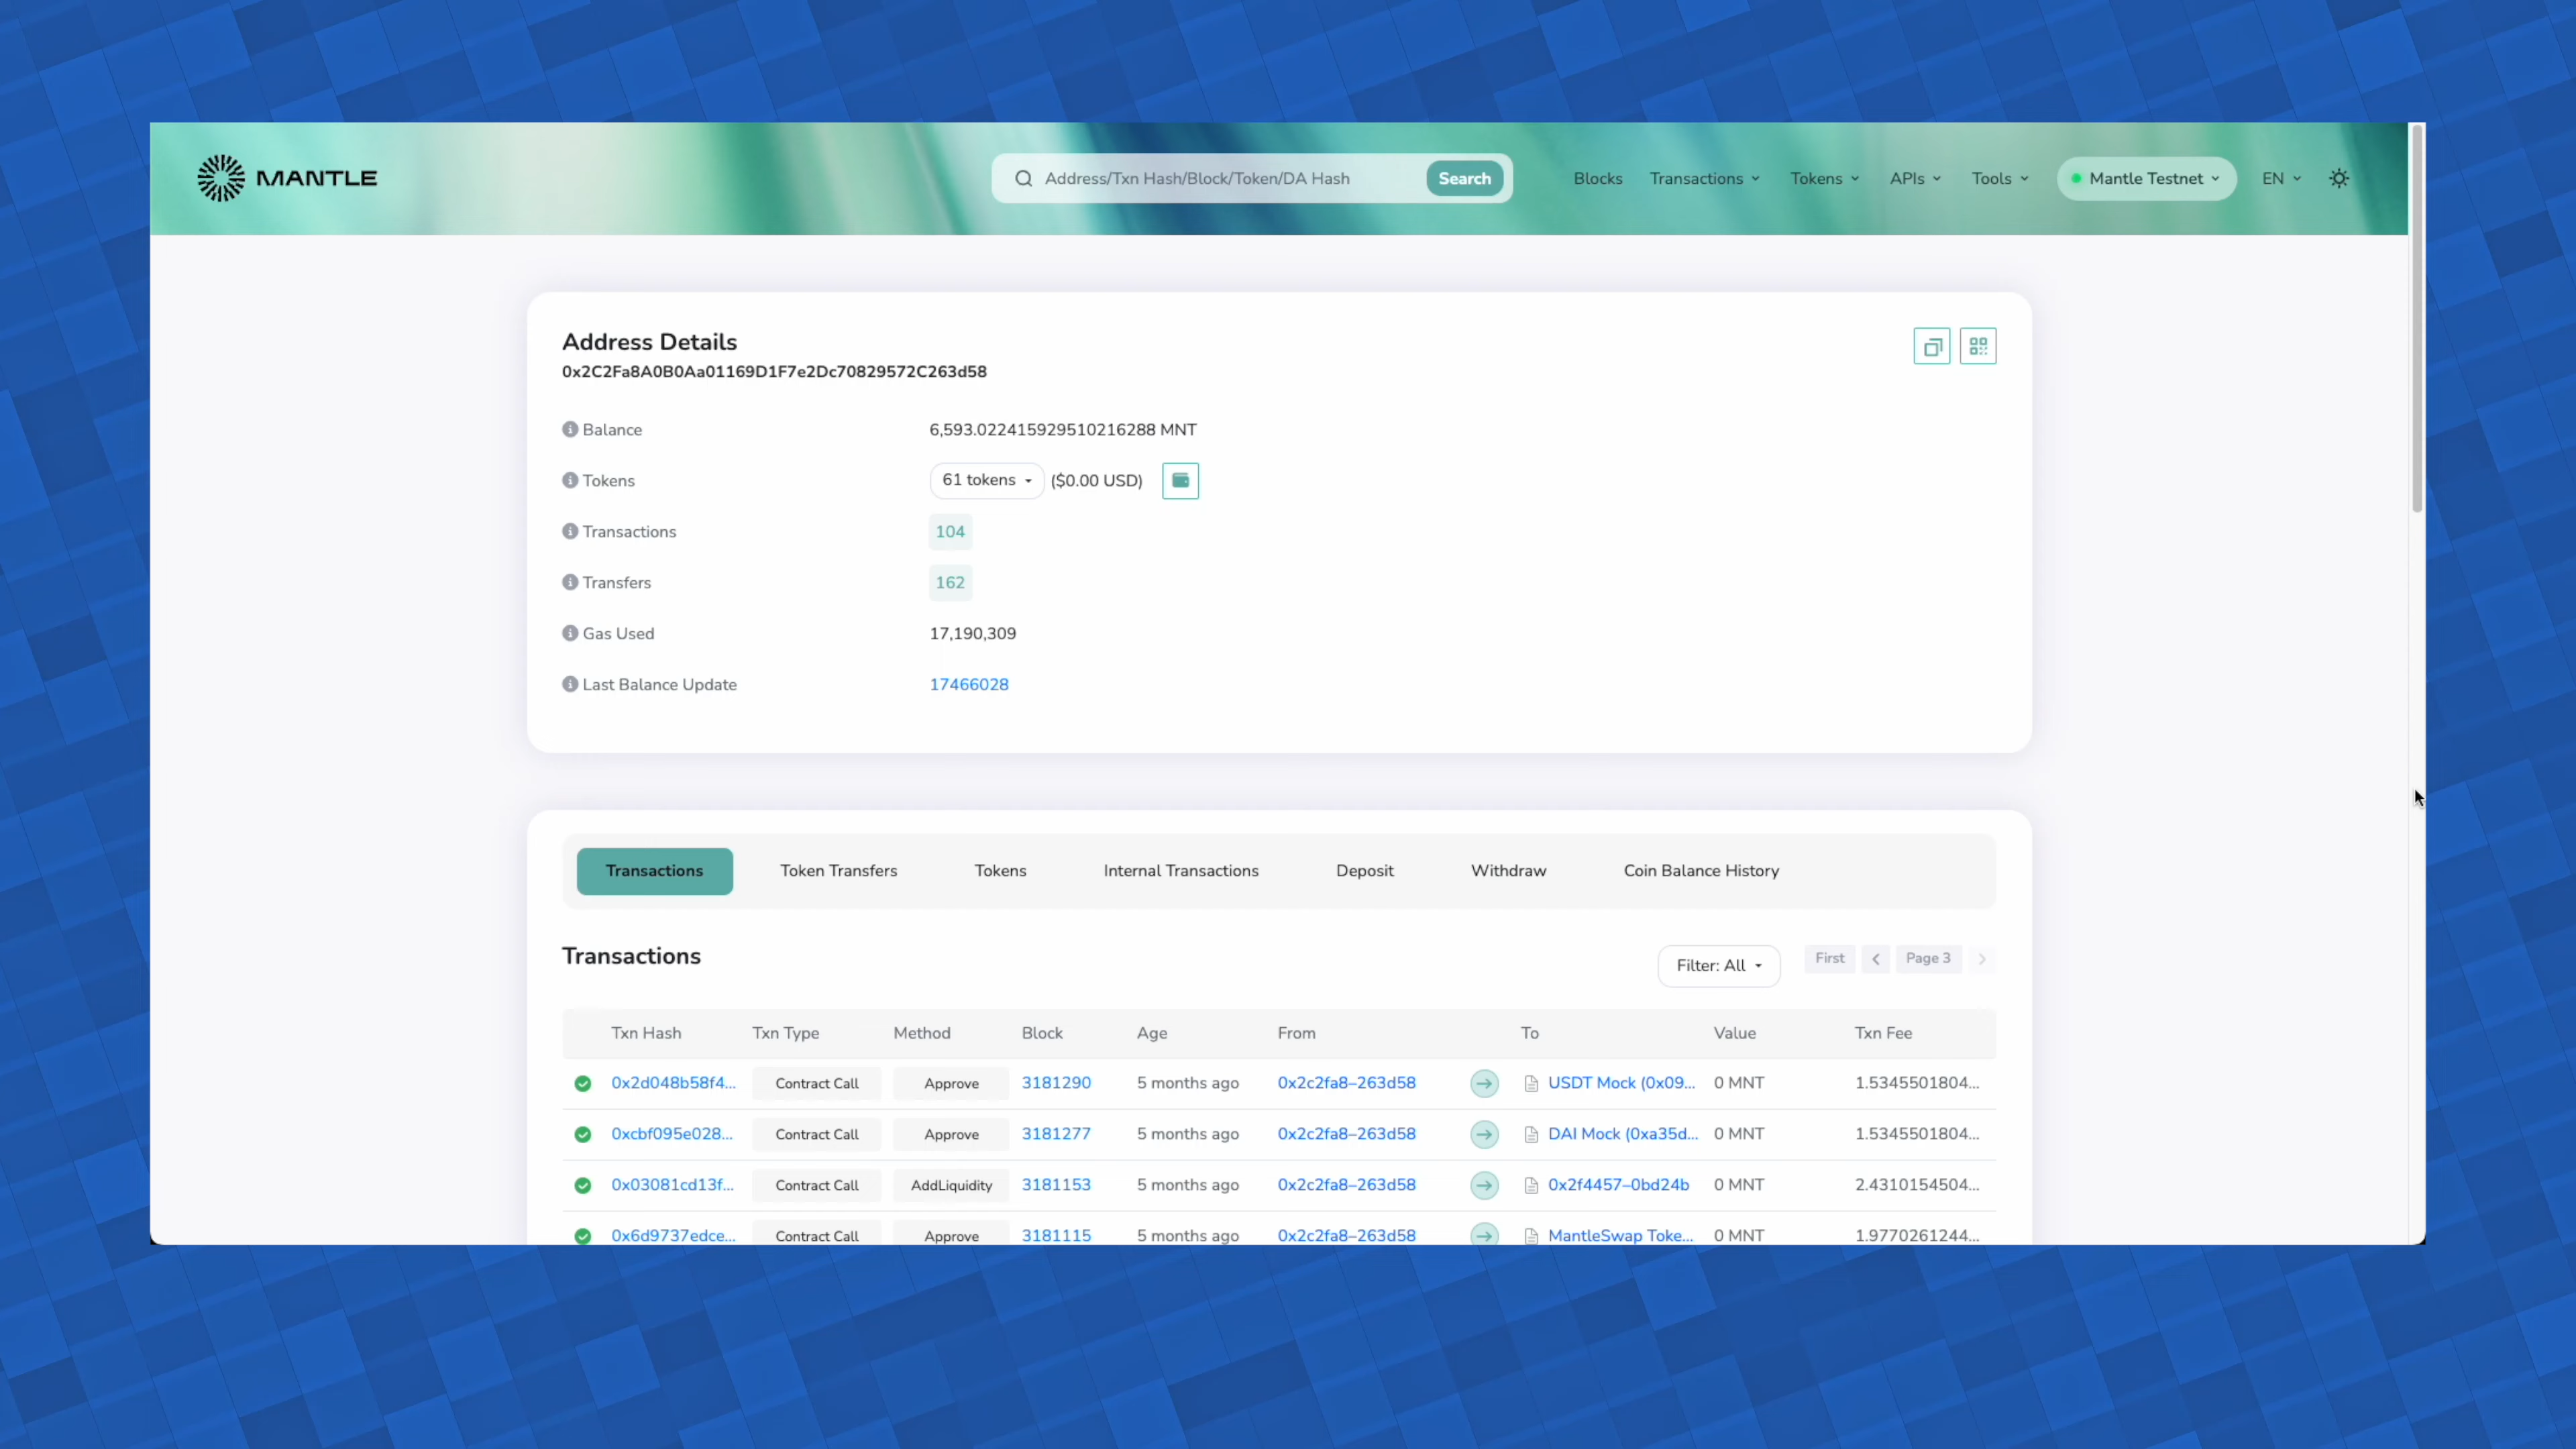 MANTLE
Address/Txn Hash/Block/Token/DA Hash Search Blocks Transactions Tokens APIs Tools Mantle Testnet EN
Address Details
0x2C2Fa8A0B0Aa01169D1F7e2Dc70829572C263d58
Balance 6,593.022415929510216288 MNT
Tokens 61 tokens ($0.00 USD)
Transactions 104
Transfers 162
Gas Used 17,190,309
Last Balance Update 17466028
Transactions Token Transfers Tokens Internal Transactions Deposit Withdraw Coin Balance History
Transactions
Filter: All First Page 3
Txn Hash Txn Type Method Block Age From To Value Txn Fee
0x2d048b58f4... Contract Call Approve 3181290 5 months ago 0x2c2fa8–263d58 USDT Mock (0x09... 0 MNT 1.5345501804...
0xcbf095e028... Contract Call Approve 3181277 5 months ago 0x2c2fa8–263d58 DAI Mock (0xa35d... 0 MNT 1.5345501804...
0x03081cd13f... Contract Call AddLiquidity 3181153 5 months ago 0x2c2fa8–263d58 0x2f4457–0bd24b 0 MNT 2.4310154504...
0x6d9737edce... Contract Call Approve 3181115 5 months ago 0x2c2fa8–263d58 MantleSwap Toke... 0 MNT 1.9770261244...